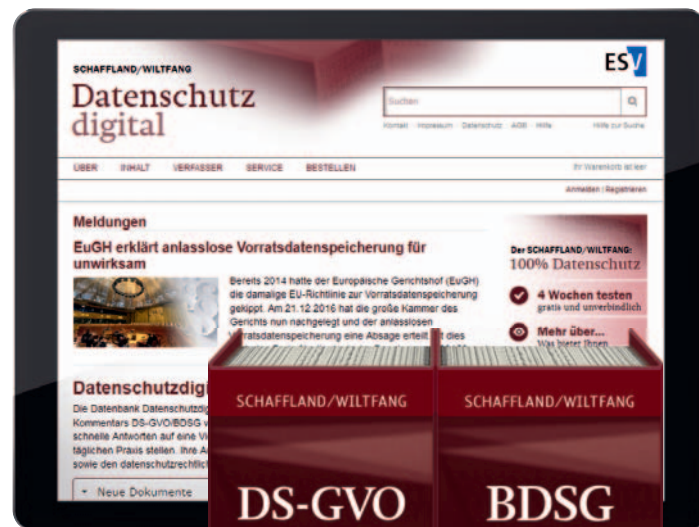 SCHAFFLAND/WILTFANG
Datenschutz
digital
ESV
Suchen
Kontakt Impressum Datenschutz AGB Hilfe
Hilfe zur Suche
ÜBER INHALT VERFASSER SERVICE BESTELLEN
Ihr Warenkorb ist leer
Anmelden | Registrieren
Meldungen
EuGH erklärt anlasslose Vorratsdatenspeicherung für
unwirksam
Bereits 2014 hatte der Europäische Gerichtshof (EuGH)
die damalige EU-Richtlinie zur Vorratsdatenspeicherung
gekippt. Am 21.12.2016 hat die große Kammer des
Gerichts nun nachgelegt und der anlasslosen
Vorratsdatenspeicherung eine Absage erteilt. dies
Der SCHAFFLAND/WILTFANG:
100% Datenschutz
4 Wochen testen
gratis und unverbindlich
Mehr über...
Was bietet Ihnen
Datenschutzdigi
Die Datenbank Datenschutzdig
Kommentars DS-GVO/BDSG v
schnelle Antworten auf eine Vi
täglichen Praxis stellen. Ihre A
sowie den datenschutzrechtlich
Neue Dokumente
SCHAFFLAND/WILTFANG
DS-GVO
SCHAFFLAND/WILTFANG
BDSG